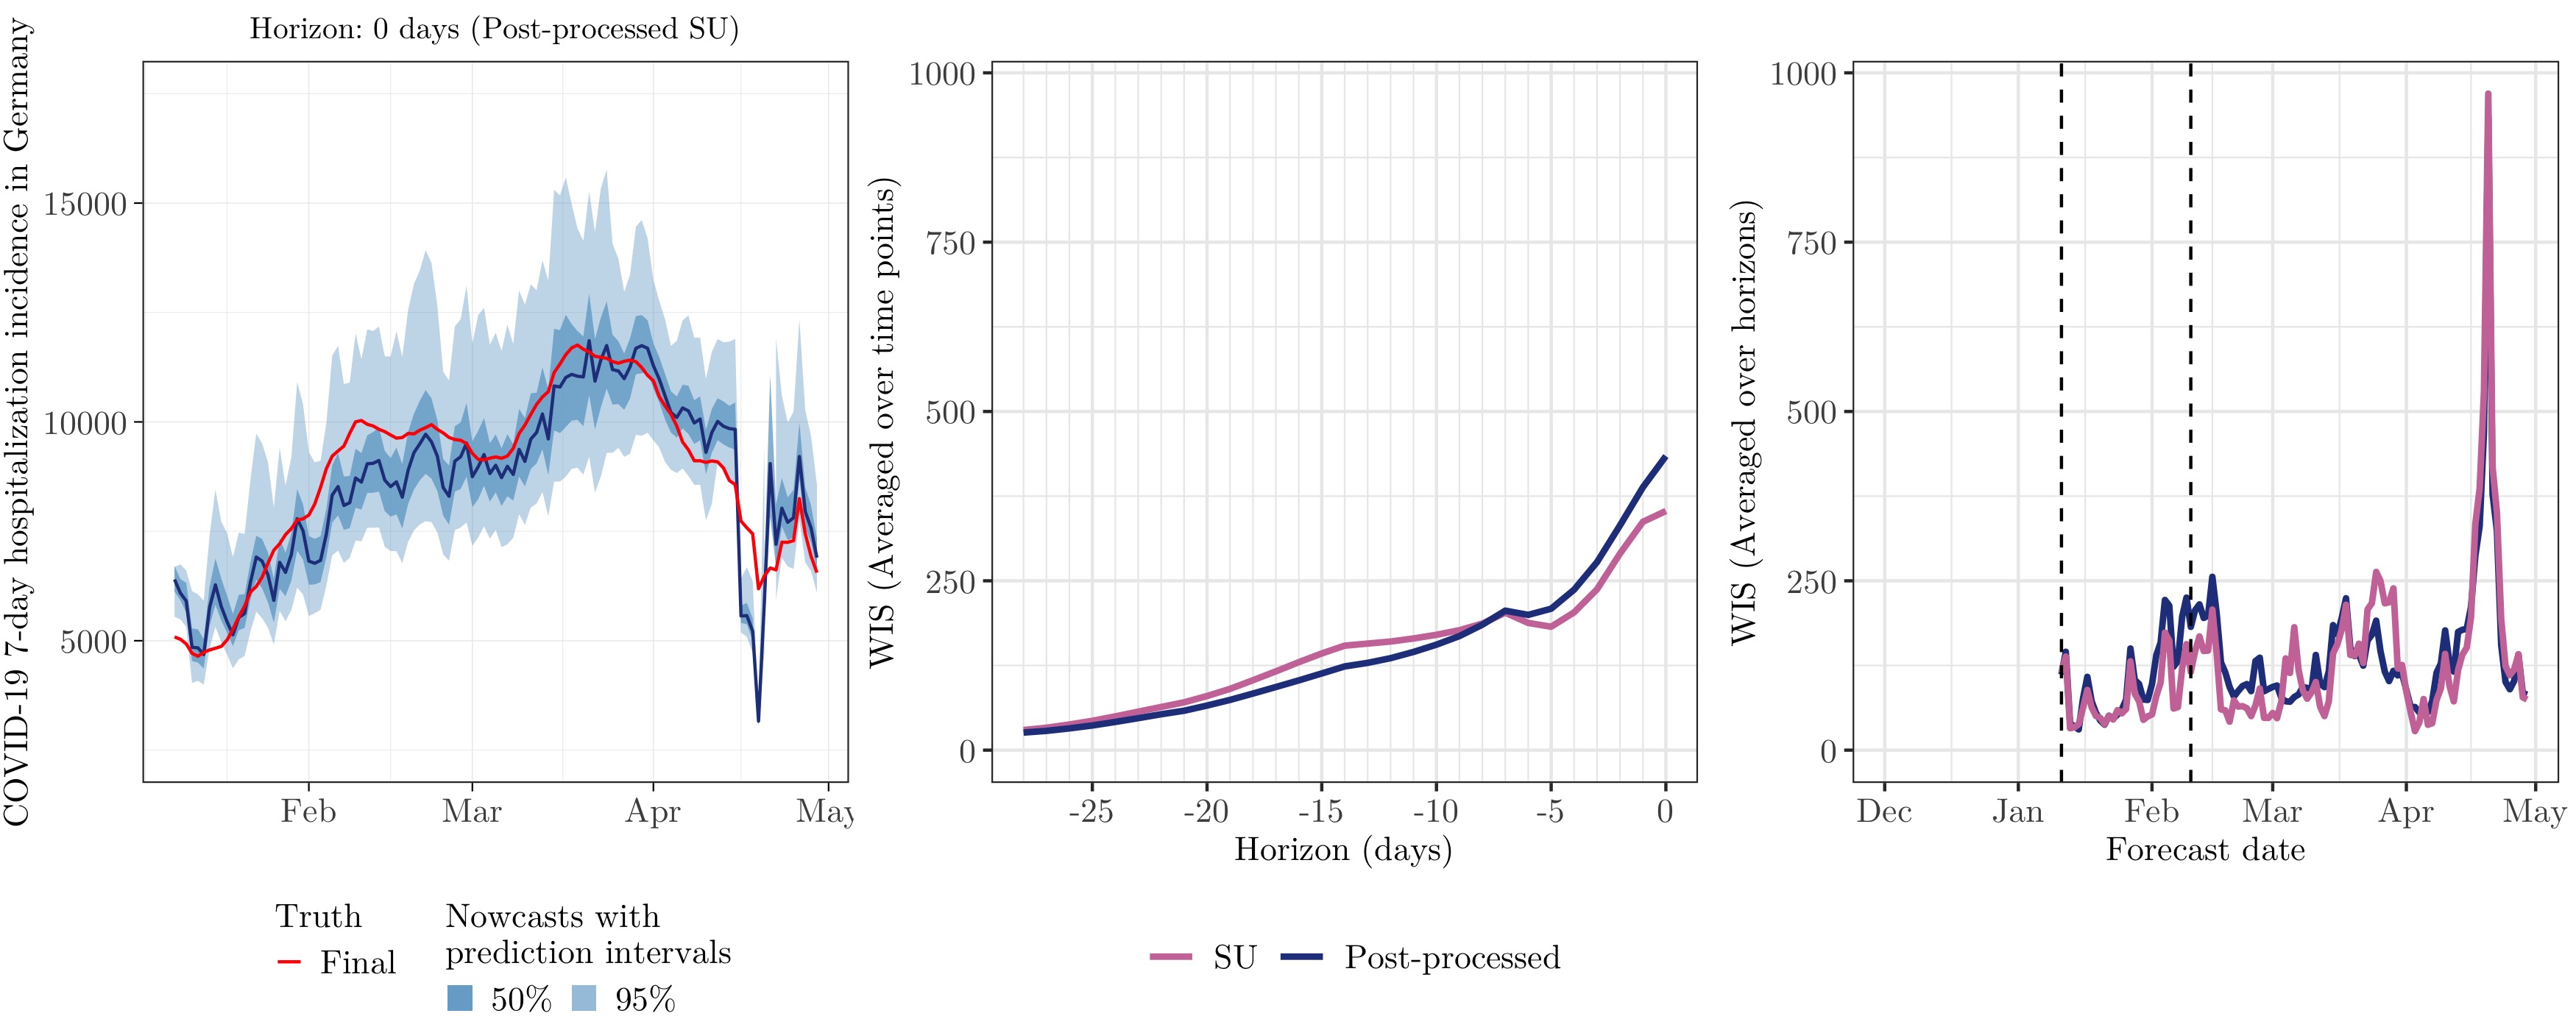 Horizon: 0 days (Post-processed SU)
COVID-19 7-day hospitalization incidence in Germany
15000
10000
5000
Feb Mar Apr May
Truth
Final
Nowcasts with
prediction intervals
50% 95%
WIS (Averaged over time points)
1000
750
500
250
0
-25 -20 -15 -10 -5 0
Horizon (days)
SU Post-processed
WIS (Averaged over horizons)
1000
750
500
250
0
Dec Jan Feb Mar Apr May
Forecast date